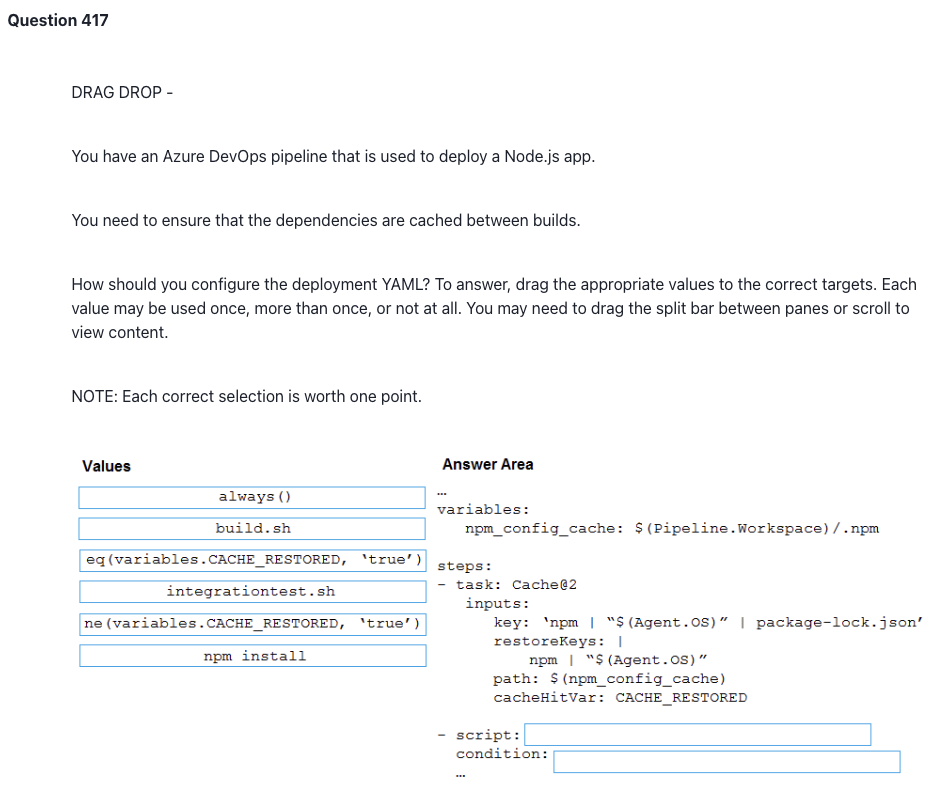 Question 417
DRAG DROP -
You have an Azure DevOps pipeline that is used to deploy a Node.js app.
You need to ensure that the dependencies are cached between builds.
How should you configure the deployment YAML? To answer, drag the appropriate values to the correct targets. Each
value may be used once, more than once, or not at all. You may need to drag the split bar between panes or scroll to
view content.
NOTE: Each correct selection is worth one point.
Values
always()
build.sh
eq(variables.CACHE_RESTORED, ‘true’)
integrationtest.sh
ne(variables.CACHE_RESTORED, ‘true’)
npm install
Answer Area
…
variables:
npm_config_cache: $(Pipeline.Workspace)/.npm
steps:
- task: Cache@2
inputs:
key: ‘npm | “$(Agent.OS)” | package-lock.json’
restoreKeys: |
npm | “$(Agent.OS)”
path: $(npm_config_cache)
cacheHitVar: CACHE_RESTORED
- script:
condition:
…